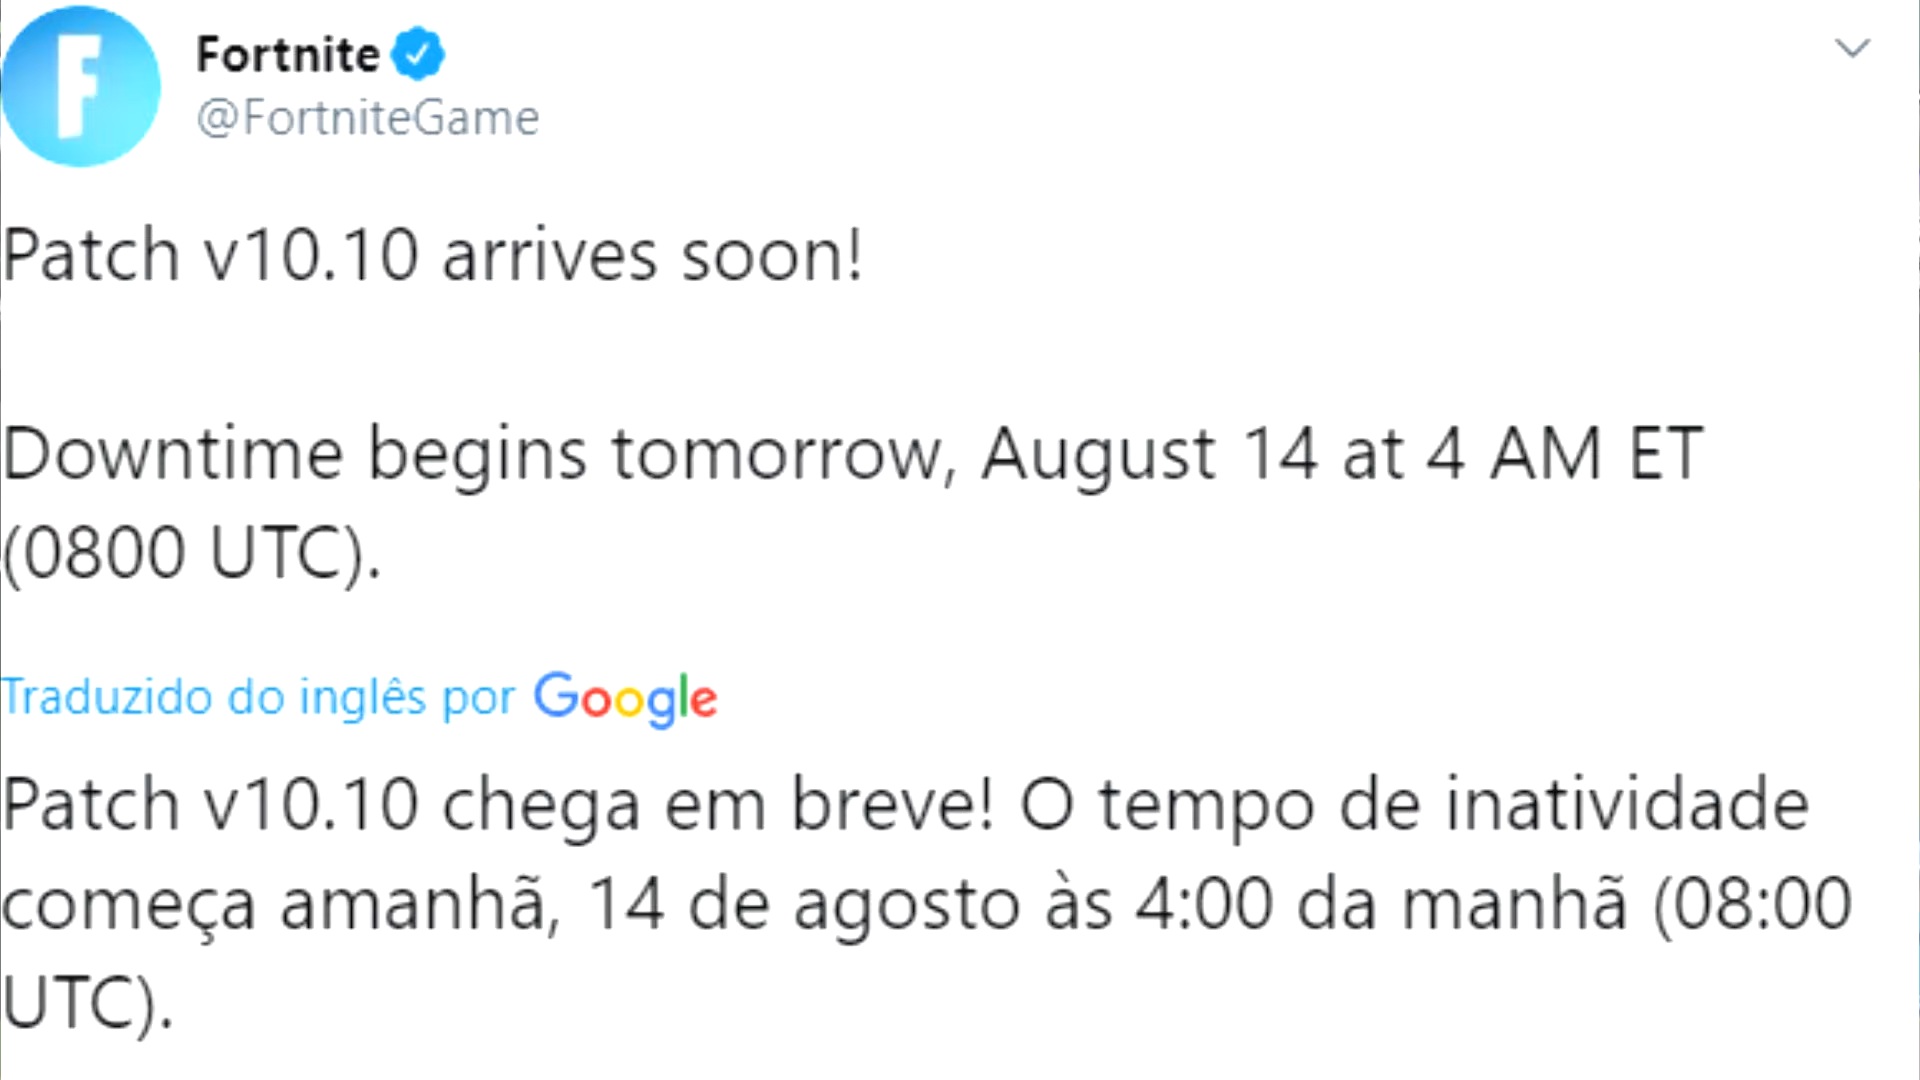 F
Fortnite
@FortniteGame
Patch v10.10 arrives soon!
Downtime begins tomorrow, August 14 at 4 AM ET
(0800 UTC).
Traduzido do inglês por Google
Patch v10.10 chega em breve! O tempo de inatividade
começa amanhã, 14 de agosto às 4:00 da manhã (08:00
UTC).